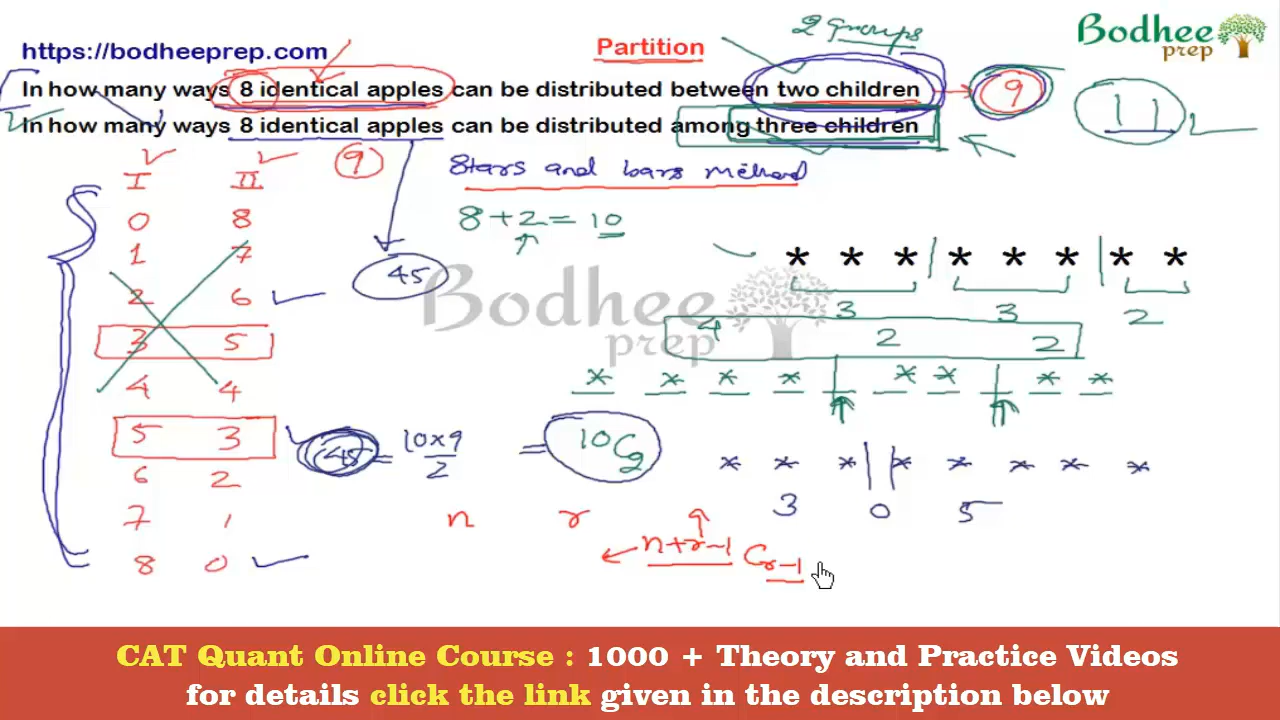 2 groups
Bodhee
prep
https://bodheeprep.com
Partition
In how many ways 8 identical apples can be distributed between two children
9
11
In how many ways 8 identical apples can be distributed among three children
9
Stars and bars method
I II
0 8
8 + 2 = 10
1 7
* * * | * * * | * *
45
2 6
3 3 2
Bodhee
prep
4 2 2
3 5
* * * * | * * | * *
4 4
5 3
45 = 10×9/2 = 10C2
* * * | | * * * * *
6 2
3 0 5
7 1
n r
n+r-1 C r-1
8 0
CAT Quant Online Course : 1000 + Theory and Practice Videos
for details click the link given in the description below